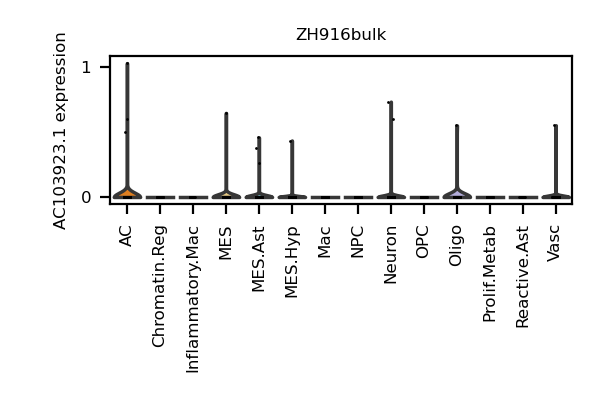 ZH916bulk
AC103923.1 expression
1
0
AC
Chromatin.Reg
Inflammatory.Mac
MES
MES.Ast
MES.Hyp
Mac
NPC
Neuron
OPC
Oligo
Prolif.Metab
Reactive.Ast
Vasc